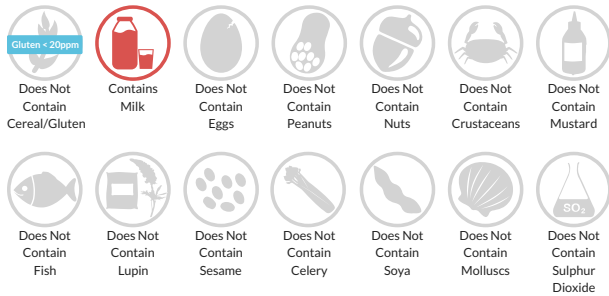 Gluten < 20ppm
Does Not
Contain
Cereal/Gluten
Contains
Milk
Does Not
Contain
Eggs
Does Not
Contain
Peanuts
Does Not
Contain
Nuts
Does Not
Contain
Crustaceans
Does Not
Contain
Mustard
Does Not
Contain
Fish
Does Not
Contain
Lupin
Does Not
Contain
Sesame
Does Not
Contain
Celery
Does Not
Contain
Soya
Does Not
Contain
Molluscs
SO₂
Does Not
Contain
Sulphur
Dioxide